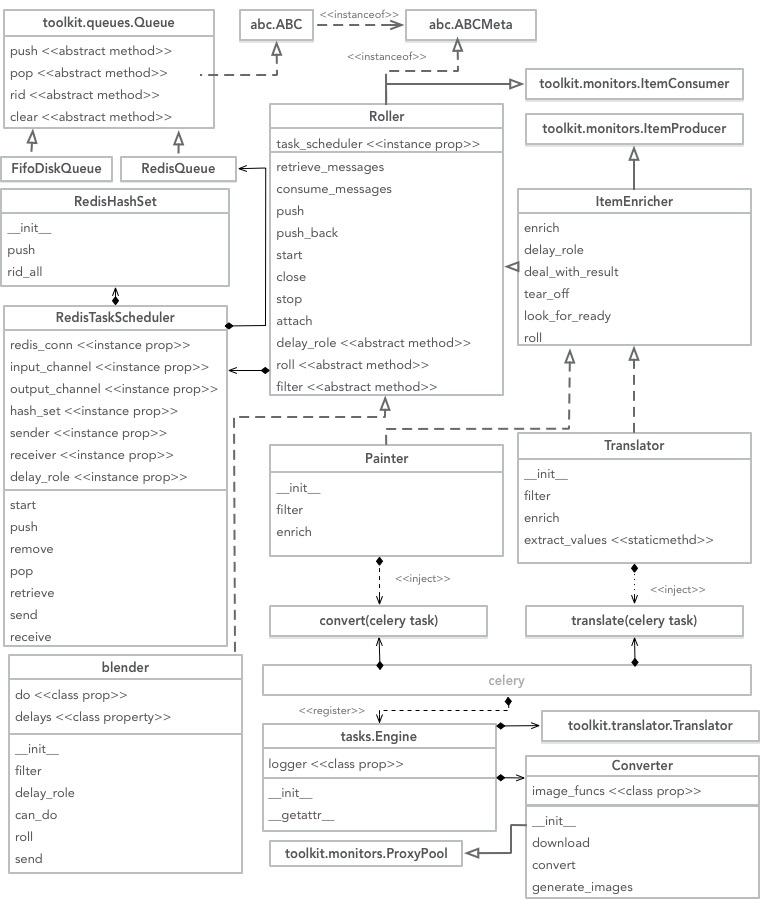 toolkit.queues.Queue
push <<abstract method>>
pop <<abstract method>>
rid <<abstract method>>
clear <<abstract method>>
abc.ABC
<<instanceof>>
abc.ABCMeta
<<instanceof>>
toolkit.monitors.ItemConsumer
toolkit.monitors.ItemProducer
FifoDiskQueue
RedisQueue
RedisHashSet
__init__
push
rid_all
Roller
task_scheduler <<instance prop>>
retrieve_messages
consume_messages
push
push_back
start
close
stop
attach
delay_role <<abstract method>>
roll <<abstract method>>
filter <<abstract method>>
ItemEnricher
enrich
delay_role
deal_with_result
tear_off
look_for_ready
roll
RedisTaskScheduler
redis_conn <<instance prop>>
input_channel <<instance prop>>
output_channel <<instance prop>>
hash_set <<instance prop>>
sender <<instance prop>>
receiver <<instance prop>>
delay_role <<instance prop>>
start
push
remove
pop
retrieve
send
receive
Painter
__init__
filter
enrich
Translator
__init__
filter
enrich
extract_values <<staticmethd>>
<<inject>>
<<inject>>
convert(celery task)
translate(celery task)
blender
do <<class prop>>
delays <<class property>>
__init__
filter
delay_role
can_do
roll
send
celery
<<register>>
tasks.Engine
logger <<class prop>>
__init__
__getattr__
toolkit.translator.Translator
Converter
image_funcs <<class prop>>
__init__
download
convert
generate_images
toolkit.monitors.ProxyPool